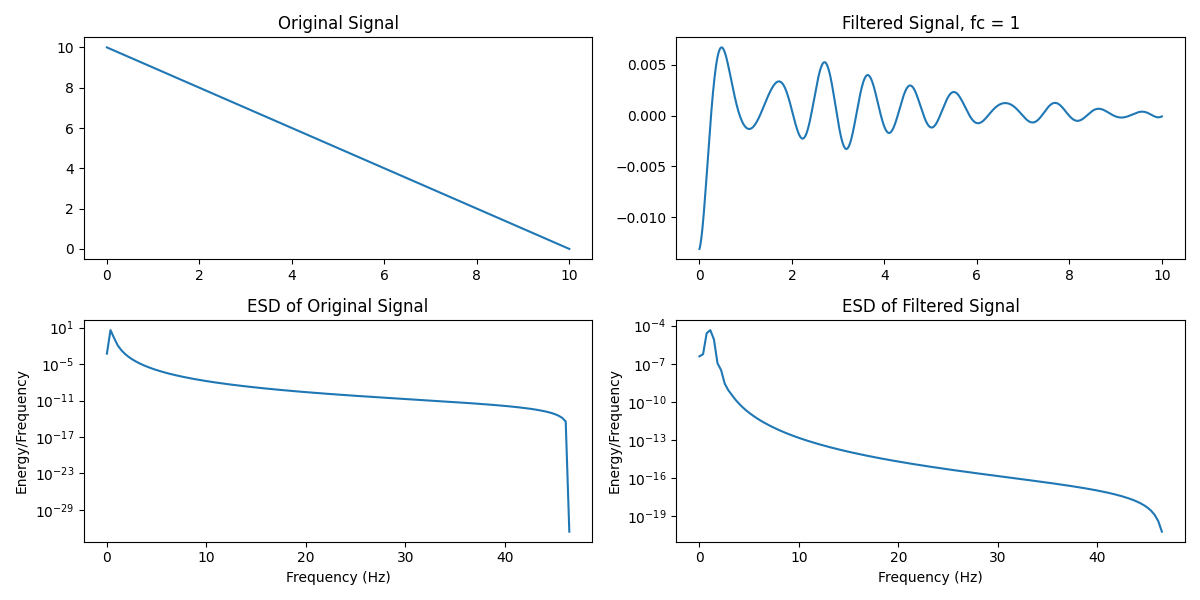 Original Signal
10
8
6
4
2
0
0 2 4 6 8 10
Filtered Signal, fc = 1
0.005
0.000
−0.005
−0.010
0 2 4 6 8 10
ESD of Original Signal
Energy/Frequency
10¹
10⁻⁵
10⁻¹¹
10⁻¹⁷
10⁻²³
10⁻²⁹
0 10 20 30 40
Frequency (Hz)
ESD of Filtered Signal
Energy/Frequency
10⁻⁴
10⁻⁷
10⁻¹⁰
10⁻¹³
10⁻¹⁶
10⁻¹⁹
0 10 20 30 40
Frequency (Hz)